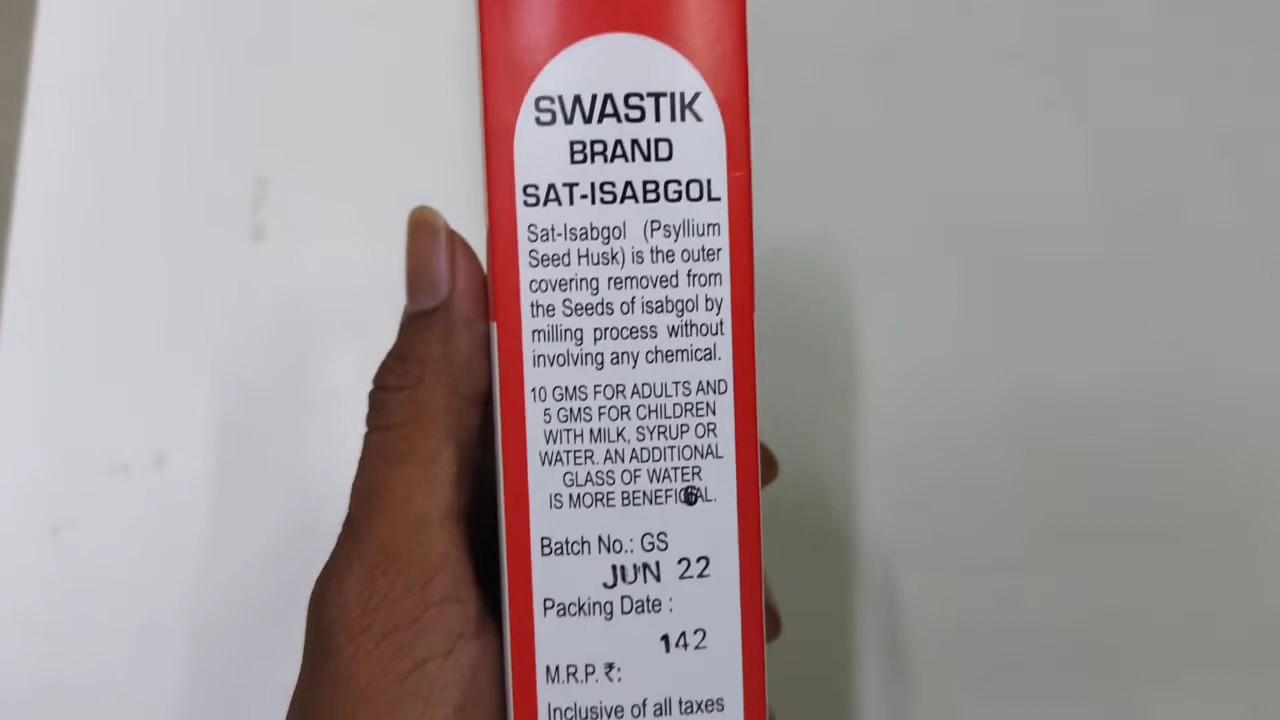 SWASTIK
BRAND
SAT-ISABGOL
Sat-Isabgol (Psyllium
Seed Husk) is the outer
covering removed from
the Seeds of isabgol by
milling process without
involving any chemical.
10 GMS FOR ADULTS AND
5 GMS FOR CHILDREN
WITH MILK, SYRUP OR
WATER. AN ADDITIONAL
GLASS OF WATER
IS MORE BENEFICIAL.
6
Batch No.: GS
JUN 22
Packing Date :
142
M.R.P. ₹:
Inclusive of all taxes